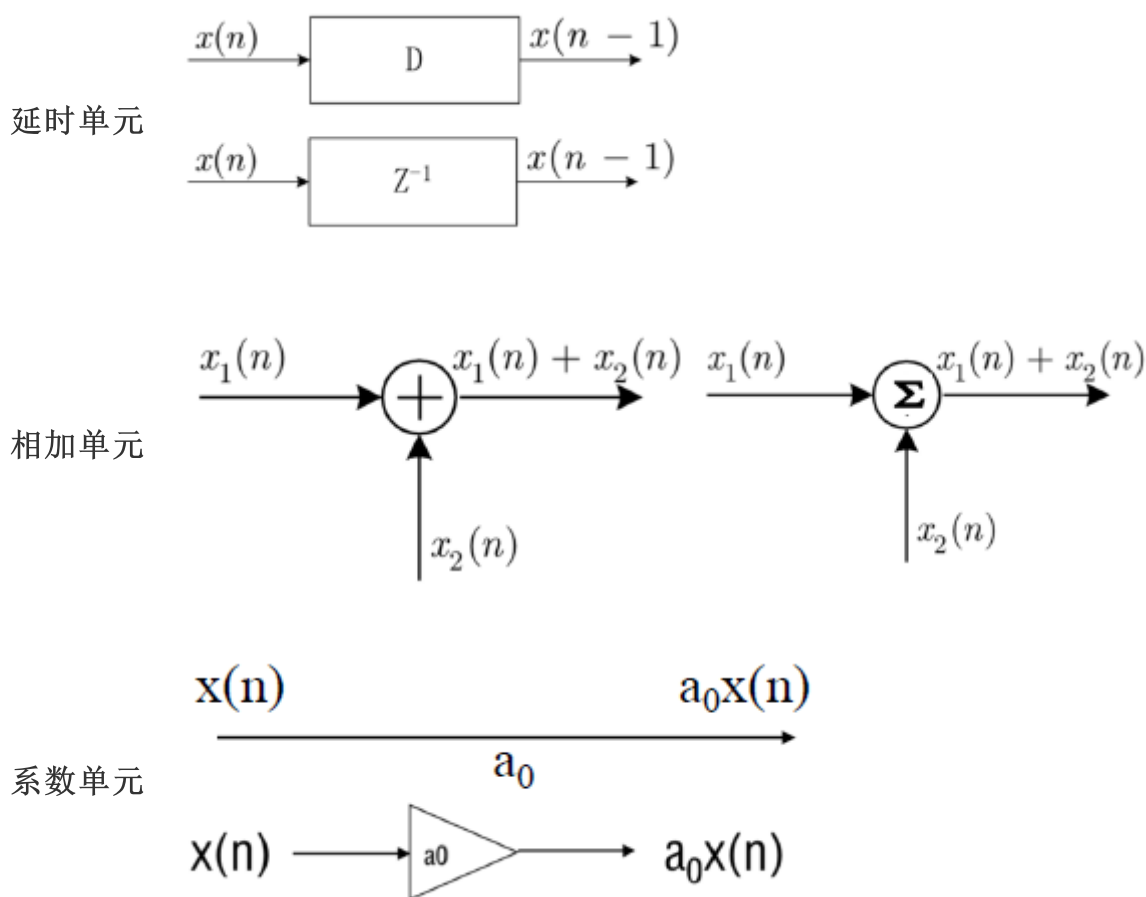 x(n) D x(n − 1)
延时单元
x(n) Z⁻¹ x(n − 1)
x₁(n) x₁(n) + x₂(n) x₁(n) x₁(n) + x₂(n)
+ Σ
相加单元
x₂(n) x₂(n)
x(n) a₀x(n)
a₀
系数单元
x(n) a0 a₀x(n)